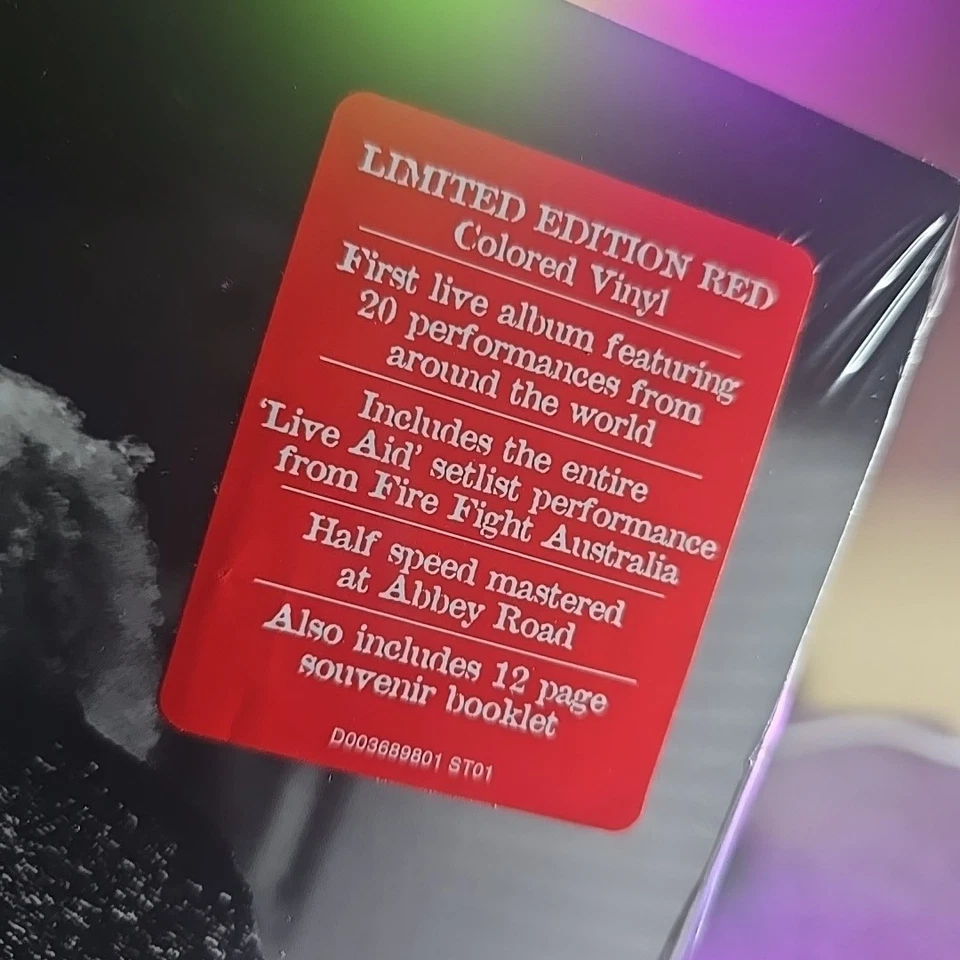 LIMITED EDITION RED
Colored Vinyl
First live album featuring
20 performances from
around the world
Includes the entire
'Live Aid' setlist performance
from Fire Fight Australia
Half speed mastered
at Abbey Road
Also includes 12 page
souvenir booklet
D003689801 ST01